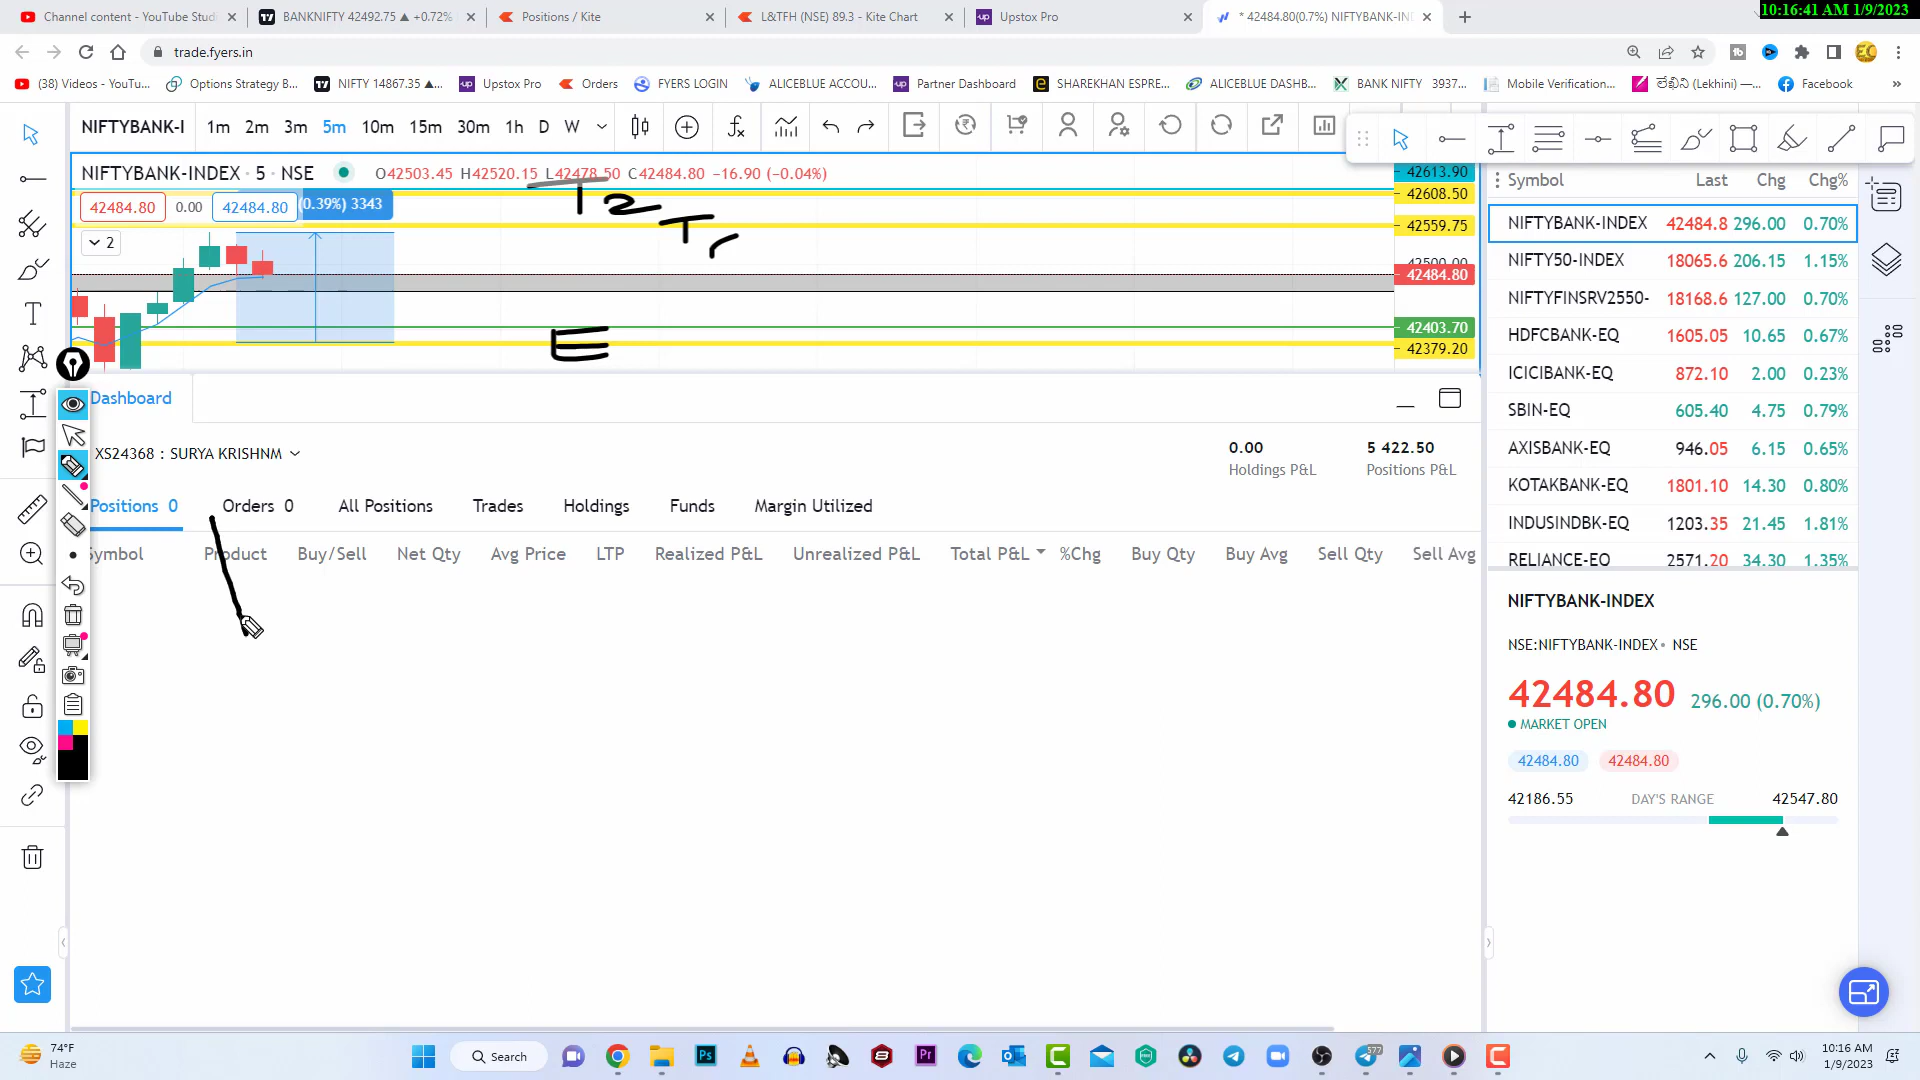 10:16:41 AM 1/9/2023
Channel content - YouTube Studi
BANKNIFTY 42492.75 ▲ +0.72%
Positions / Kite
L&TFH (NSE) 89.3 - Kite Chart
Upstox Pro
* 42484.80(0.7%) NIFTYBANK-IN
trade.fyers.in
(38) Videos - YouTu...
Options Strategy B...
NIFTY 14867.35 ▲...
Upstox Pro
Orders
FYERS LOGIN
ALICEBLUE ACCOU...
Partner Dashboard
SHAREKHAN ESPRE...
ALICEBLUE DASHB...
BANK NIFTY 3937...
Mobile Verification...
లేఖిని (Lekhini) —...
Facebook
NIFTYBANK-I 1m 2m 3m 5m 10m 15m 30m 1h D W
NIFTYBANK-INDEX · 5 · NSE O42503.45 H42520.15 L42478.50 C42484.80 −16.90 (−0.04%)
42484.80 0.00 42484.80 (0.39%) 3343
2
T2
T
E
42613.90
42608.50
42559.75
42500.00
42484.80
42403.70
42379.20
Dashboard
XS24368 : SURYA KRISHNM
0.00
Holdings P&L
5 422.50
Positions P&L
Positions 0 Orders 0 All Positions Trades Holdings Funds Margin Utilized
Symbol Product Buy/Sell Net Qty Avg Price LTP Realized P&L Unrealized P&L Total P&L %Chg Buy Qty Buy Avg Sell Qty Sell Avg
Symbol Last Chg Chg%
NIFTYBANK-INDEX 42484.8 296.00 0.70%
NIFTY50-INDEX 18065.6 206.15 1.15%
NIFTYFINSRV2550- 18168.6 127.00 0.70%
HDFCBANK-EQ 1605.05 10.65 0.67%
ICICIBANK-EQ 872.10 2.00 0.23%
SBIN-EQ 605.40 4.75 0.79%
AXISBANK-EQ 946.05 6.15 0.65%
KOTAKBANK-EQ 1801.10 14.30 0.80%
INDUSINDBK-EQ 1203.35 21.45 1.81%
RELIANCE-EQ 2571.20 34.30 1.35%
NIFTYBANK-INDEX
NSE:NIFTYBANK-INDEX • NSE
42484.80 296.00 (0.70%)
MARKET OPEN
42484.80 42484.80
42186.55 DAY'S RANGE 42547.80
74°F
Haze
Search
577
10:16 AM
1/9/2023